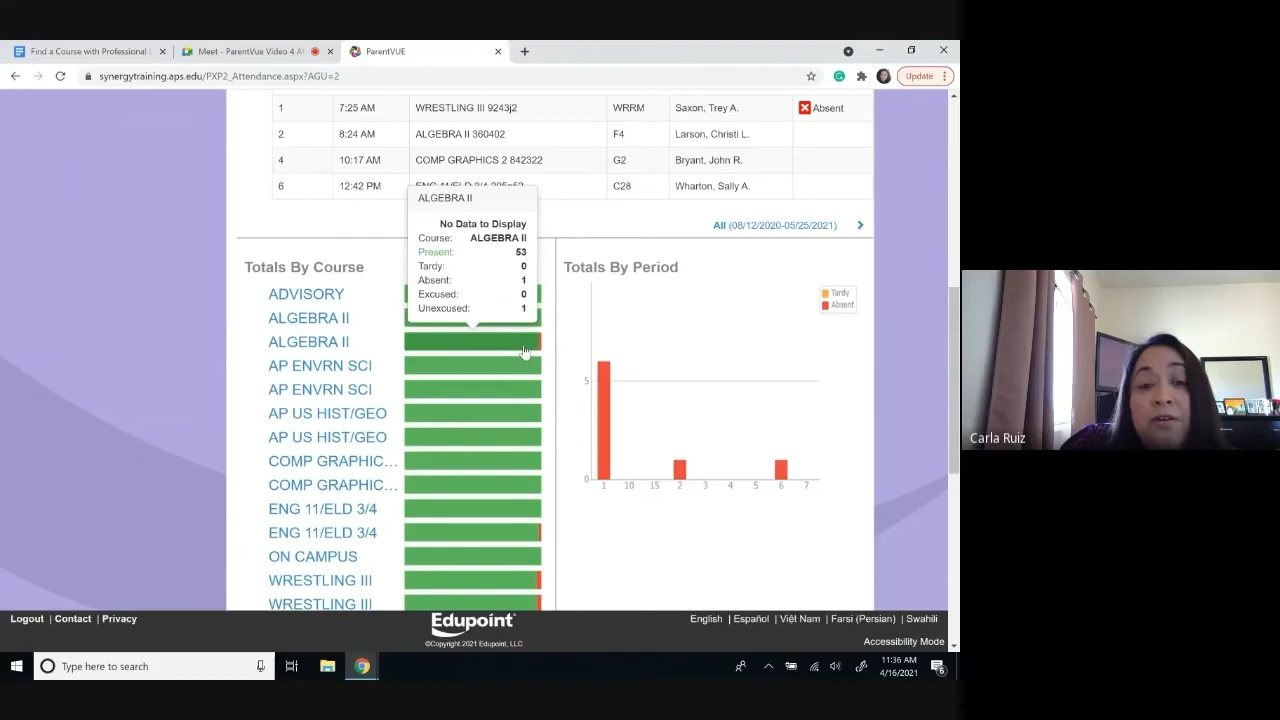 Find a Course with Professional
Meet - ParentVue Video 4 At
ParentVUE
synergytraining.aps.edu/PXP2_Attendance.aspx?AGU=2
Update
1 7:25 AM WRESTLING III 9243j2 WRRM Saxon, Trey A. Absent
2 8:24 AM ALGEBRA II 360402 F4 Larson, Christi L.
4 10:17 AM COMP GRAPHICS 2 842322 G2 Bryant, John R.
6 12:42 PM ENG 11/ELD 3/4 C28 Wharton, Sally A.
ALGEBRA II
No Data to Display
Course: ALGEBRA II
Present: 53
Tardy: 0
Absent: 1
Excused: 0
Unexcused: 1
All (08/12/2020-05/25/2021)
Totals By Course
ADVISORY
ALGEBRA II
ALGEBRA II
AP ENVRN SCI
AP ENVRN SCI
AP US HIST/GEO
AP US HIST/GEO
COMP GRAPHIC...
COMP GRAPHIC...
ENG 11/ELD 3/4
ENG 11/ELD 3/4
ON CAMPUS
WRESTLING III
WRESTLING III
Totals By Period
Tardy
Absent
5
0
1 10 15 2 3 4 5 6 7
Carla Ruiz
Logout | Contact | Privacy
Edupoint
©Copyright 2021 Edupoint, LLC
English | Español | Việt Nam | Farsi (Persian) | Swahili
Accessibility Mode
Type here to search
11:36 AM
4/16/2021
6